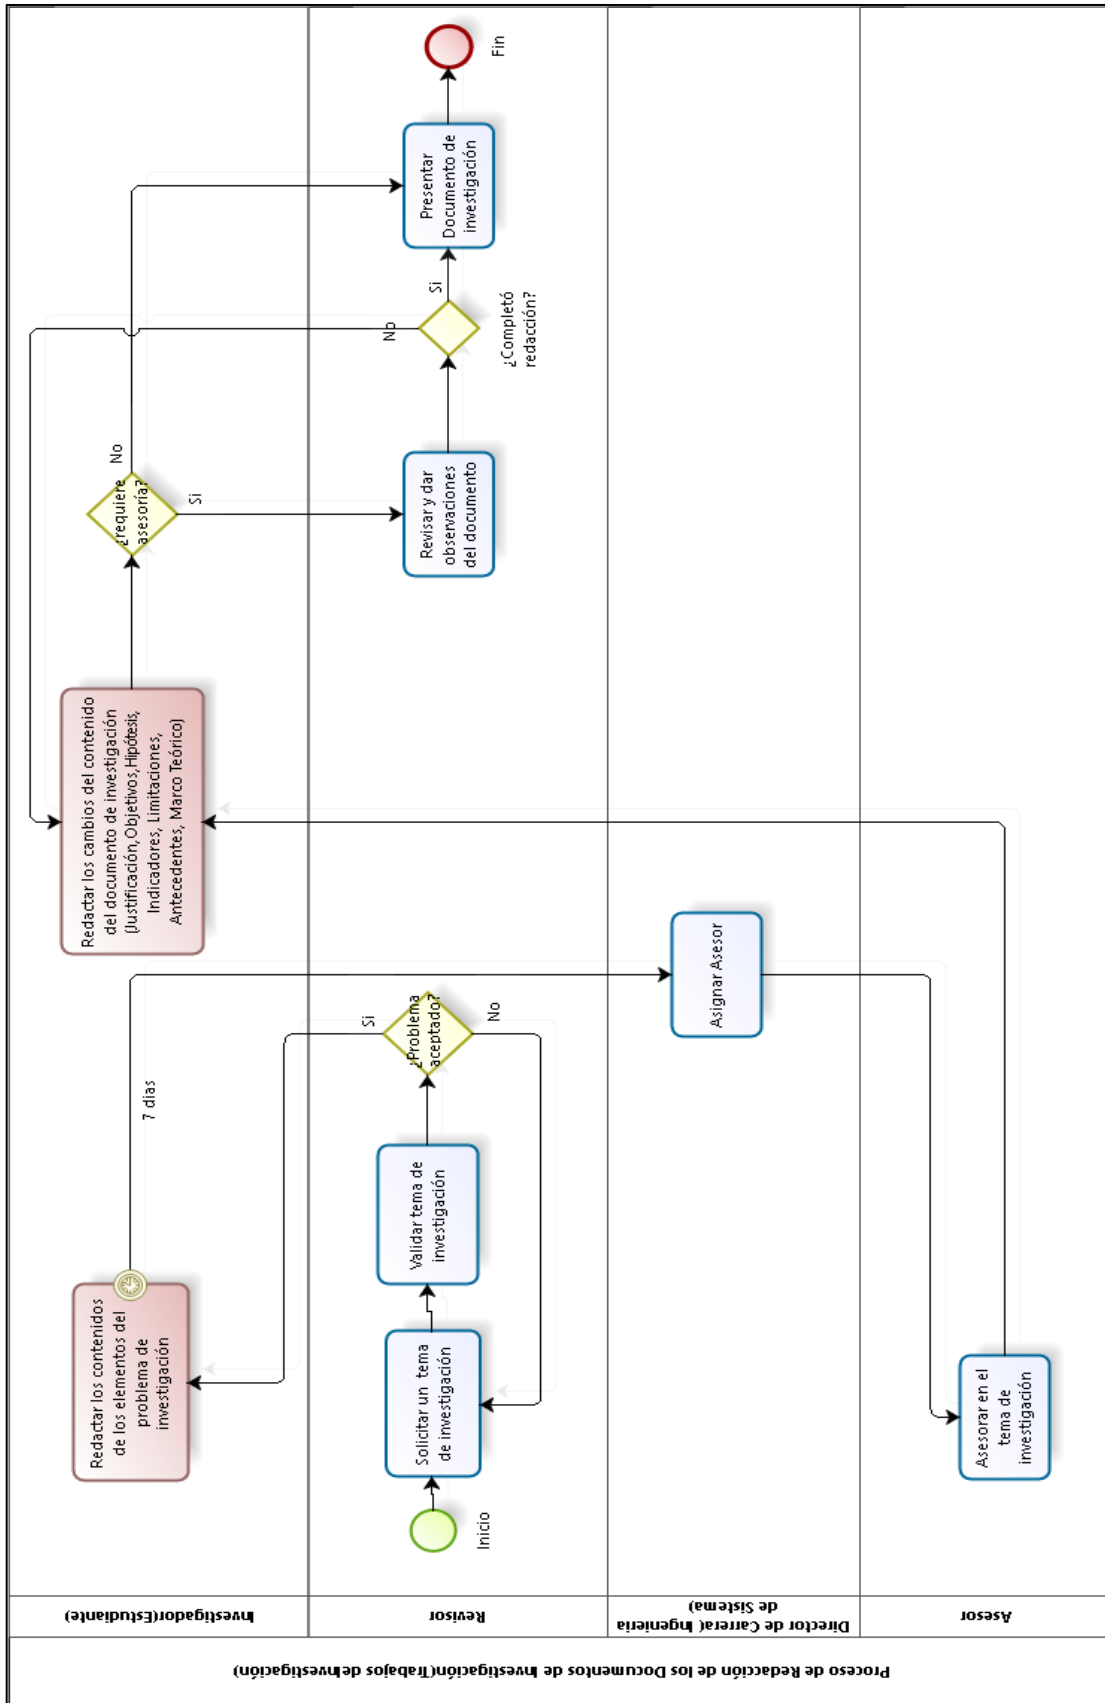 Proceso de Redacción de los Documentos de Investigación(Trabajos deInvestigación)
Investigador(Estudiante)
Revisor
Director de Carrera( Ingenieria
de Sistema)
Asesor
Redactar los contenidos
de los elementos del
problema de
investigación
7 dias
Redactar los cambios del contenido
del documento de investigación
(Justificación,Objetivos,Hipótesis,
Indicadores, Limitaciones,
Antecedentes, Marco Teórico)
¿requiere
asesoría?
No
Si
Inicio
Solicitar un tema
de investigación
Validar tema de
investigación
¿Problema
aceptado?
Si
No
Revisar y dar
observaciones
del documento
¿Completó
redacción?
No
Si
Presentar
Documento de
investigación
Fin
Asignar Asesor
Asesorar en el
tema de
investigación